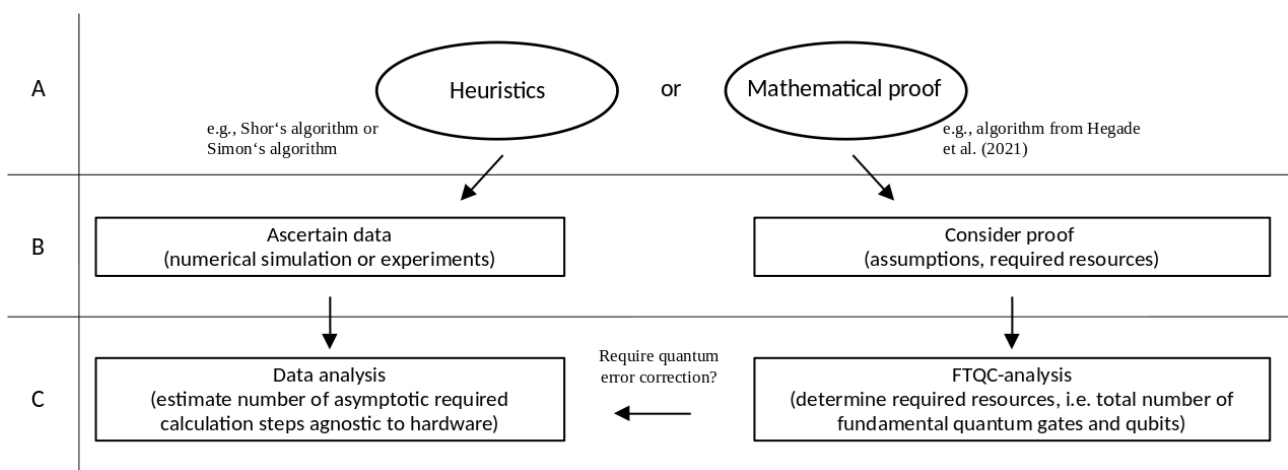 A
Heuristics
or
Mathematical proof
e.g., Shor‘s algorithm or
Simon‘s algorithm
e.g., algorithm from Hegade
et al. (2021)
B
Ascertain data
(numerical simulation or experiments)
Consider proof
(assumptions, required resources)
C
Data analysis
(estimate number of asymptotic required
calculation steps agnostic to hardware)
Require quantum
error correction?
FTQC-analysis
(determine required resources, i.e. total number of
fundamental quantum gates and qubits)